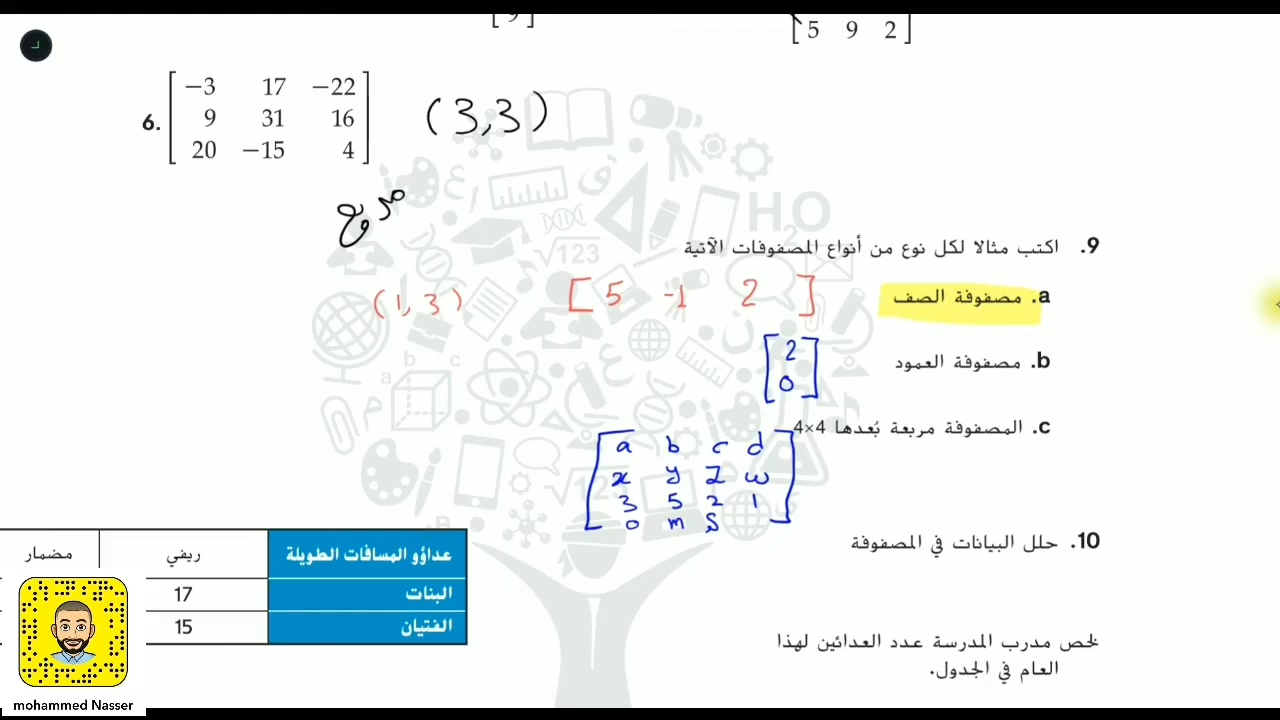 [9]
[5 9 2]
6. [-3 17 -22
9 31 16
20 -15 4]
(3,3)
مربع
9. اكتب مثالا لكل نوع من أنواع المصفوفات الآتية
a. مصفوفة الصف
[5 -1 2]
(1,3)
b. مصفوفة العمود
[2
0]
c. المصفوفة مربعة بُعدها 4×4
[a b c d
x y z w
3 5 2 1
0 m S]
10. حلل البيانات في المصفوفة
لخص مدرب المدرسة عدد العدائين لهذا
العام في الجدول.
عداؤو المسافات الطويلة ريفي مضمار
البنات 17
الفتيان 15
mohammed Nasser